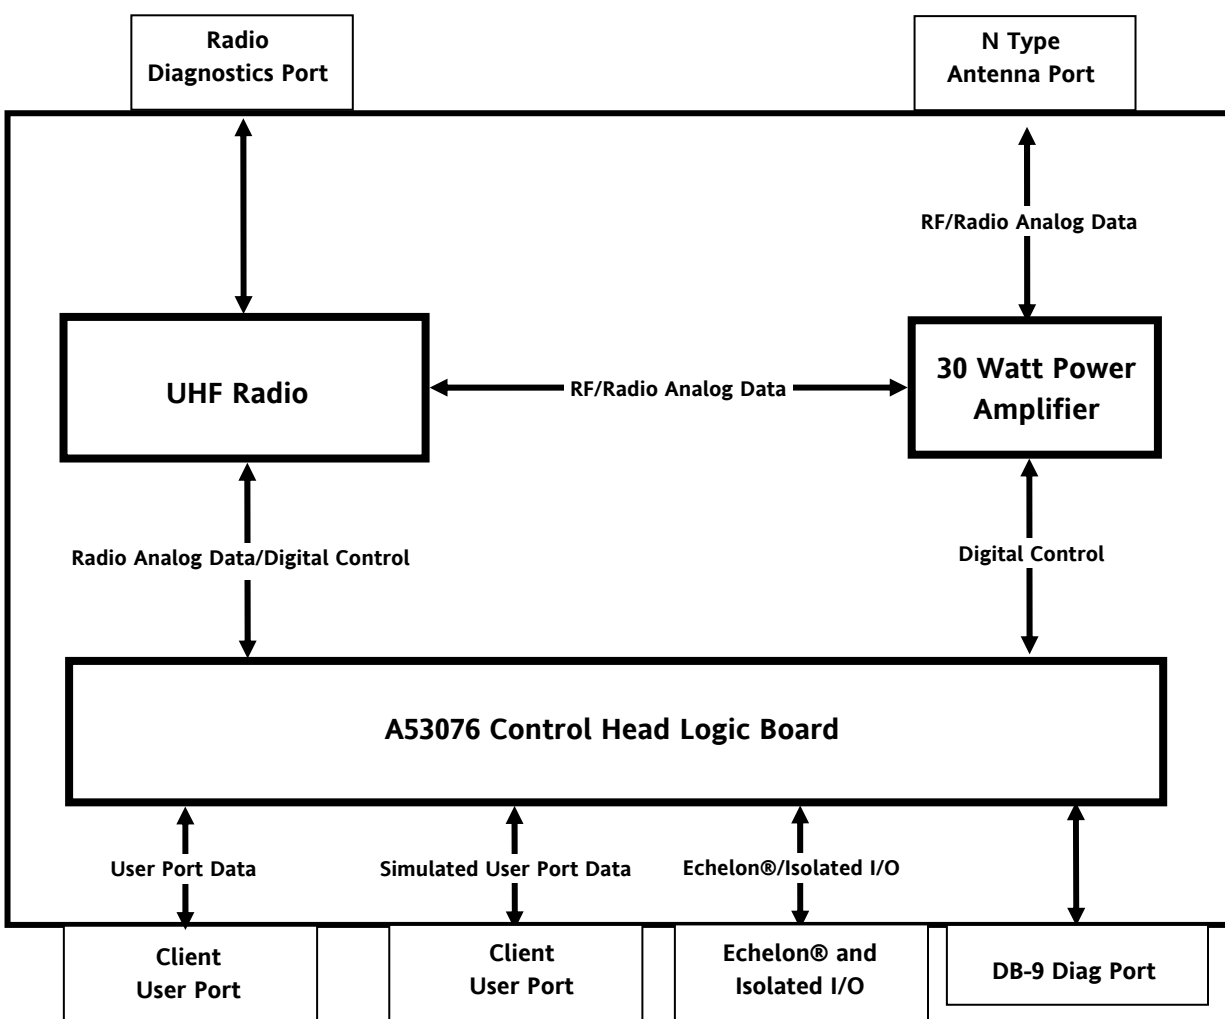 Radio
Diagnostics Port
N Type
Antenna Port
RF/Radio Analog Data
UHF Radio
RF/Radio Analog Data
30 Watt Power
Amplifier
Radio Analog Data/Digital Control
Digital Control
A53076 Control Head Logic Board
User Port Data
Simulated User Port Data
Echelon®/Isolated I/O
Client
User Port
Client
User Port
Echelon® and
Isolated I/O
DB-9 Diag Port